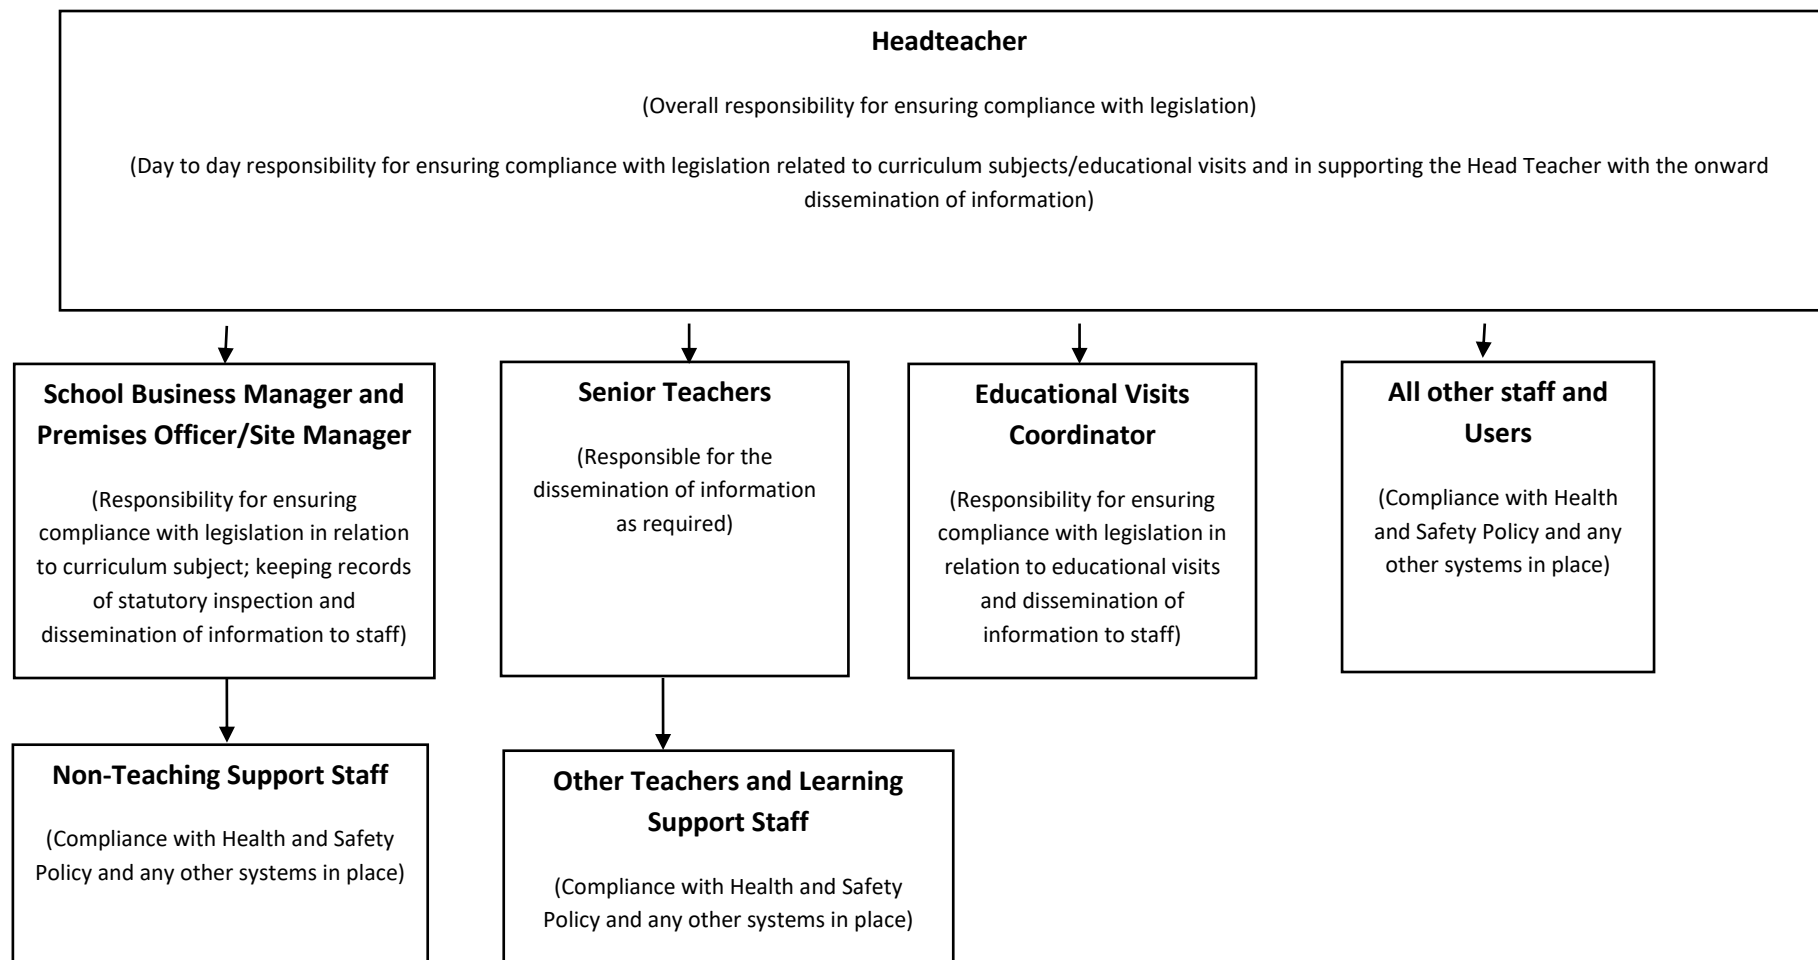 Headteacher
(Overall responsibility for ensuring compliance with legislation)
(Day to day responsibility for ensuring compliance with legislation related to curriculum subjects/educational visits and in supporting the Head Teacher with the onward
dissemination of information)
School Business Manager and
Premises Officer/Site Manager
(Responsibility for ensuring
compliance with legislation in relation
to curriculum subject; keeping records
of statutory inspection and
dissemination of information to staff)
Senior Teachers
(Responsible for the
dissemination of information
as required)
Educational Visits
Coordinator
(Responsibility for ensuring
compliance with legislation in
relation to educational visits
and dissemination of
information to staff)
All other staff and
Users
(Compliance with Health
and Safety Policy and any
other systems in place)
Non-Teaching Support Staff
(Compliance with Health and Safety
Policy and any other systems in place)
Other Teachers and Learning
Support Staff
(Compliance with Health and Safety
Policy and any other systems in place)